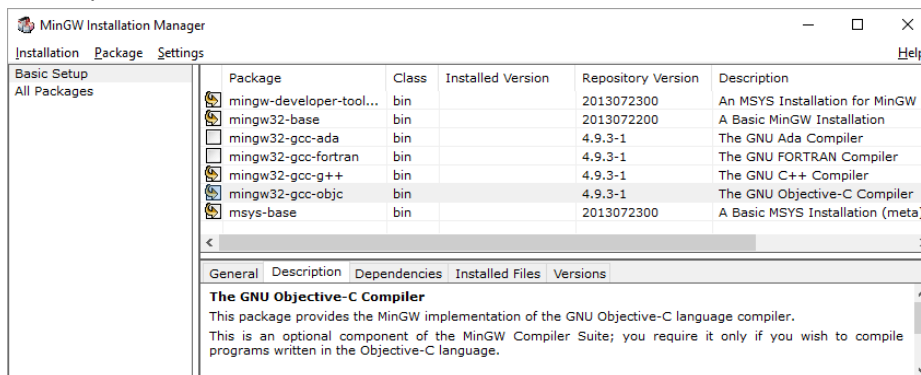 MinGW Installation Manager
Installation Package Settings Help
Basic Setup
All Packages
Package Class Installed Version Repository Version Description
mingw-developer-tool... bin 2013072300 An MSYS Installation for MinGW
mingw32-base bin 2013072200 A Basic MinGW Installation
mingw32-gcc-ada bin 4.9.3-1 The GNU Ada Compiler
mingw32-gcc-fortran bin 4.9.3-1 The GNU FORTRAN Compiler
mingw32-gcc-g++ bin 4.9.3-1 The GNU C++ Compiler
mingw32-gcc-objc bin 4.9.3-1 The GNU Objective-C Compiler
msys-base bin 2013072300 A Basic MSYS Installation (meta)
General Description Dependencies Installed Files Versions
The GNU Objective-C Compiler
This package provides the MinGW implementation of the GNU Objective-C language compiler.
This is an optional component of the MinGW Compiler Suite; you require it only if you wish to compile
programs written in the Objective-C language.